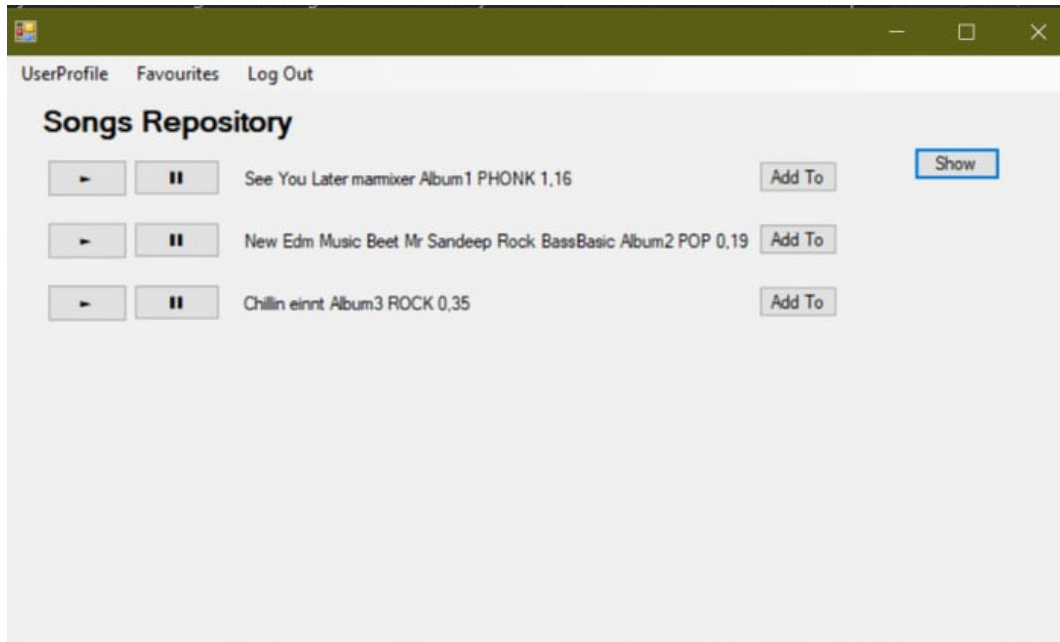 UserProfile Favourites Log Out
Songs Repository
See You Later marmixer Album1 PHONK 1,16 Add To Show
New Edm Music Beet Mr Sandeep Rock BassBasic Album2 POP 0,19 Add To
Chillin einnt Album3 ROCK 0,35 Add To